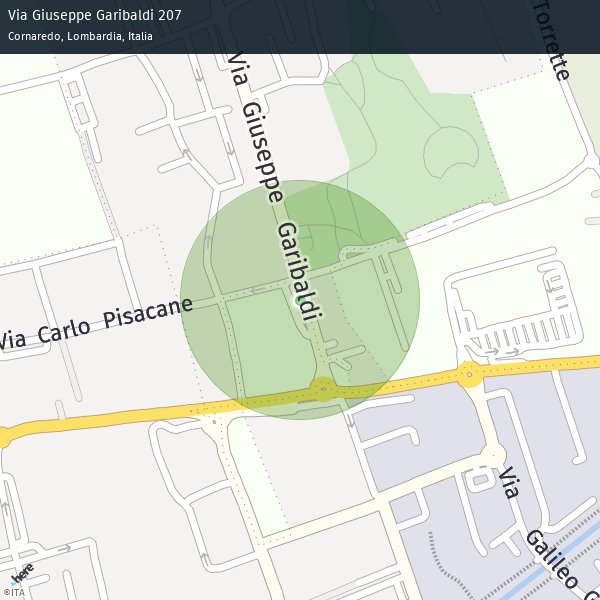 Via Giuseppe Garibaldi 207
Cornaredo, Lombardia, Italia
Torrette
Via Giuseppe Garibaldi
Via Carlo Pisacane
Via Galileo G
here
©ITA